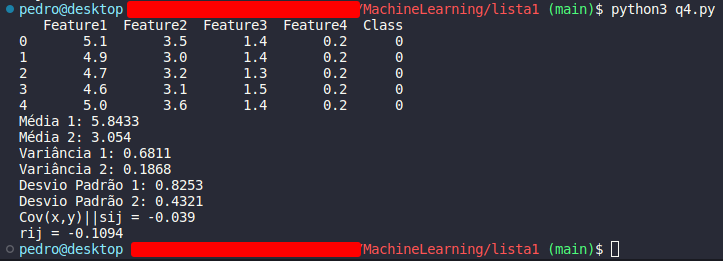 pedro@desktop /MachineLearning/lista1 (main)$ python3 q4.py
Feature1 Feature2 Feature3 Feature4 Class
0 5.1 3.5 1.4 0.2 0
1 4.9 3.0 1.4 0.2 0
2 4.7 3.2 1.3 0.2 0
3 4.6 3.1 1.5 0.2 0
4 5.0 3.6 1.4 0.2 0
Média 1: 5.8433
Média 2: 3.054
Variância 1: 0.6811
Variância 2: 0.1868
Desvio Padrão 1: 0.8253
Desvio Padrão 2: 0.4321
Cov(x,y)||sij = -0.039
rij = -0.1094
pedro@desktop /MachineLearning/lista1 (main)$